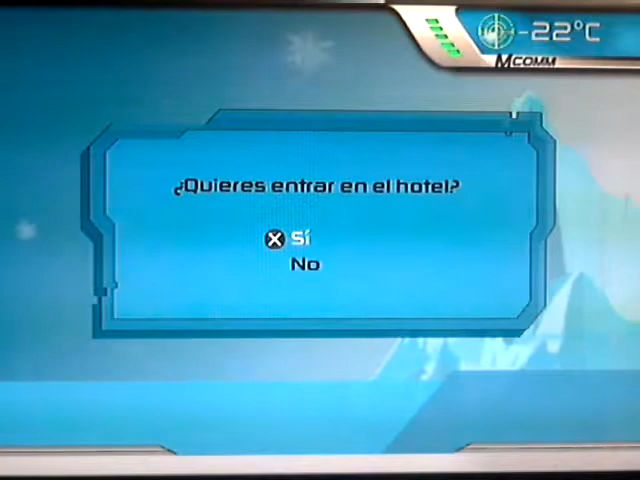 -22°C
MCOMM
¿Quieres entrar en el hotel?
X Sí
No